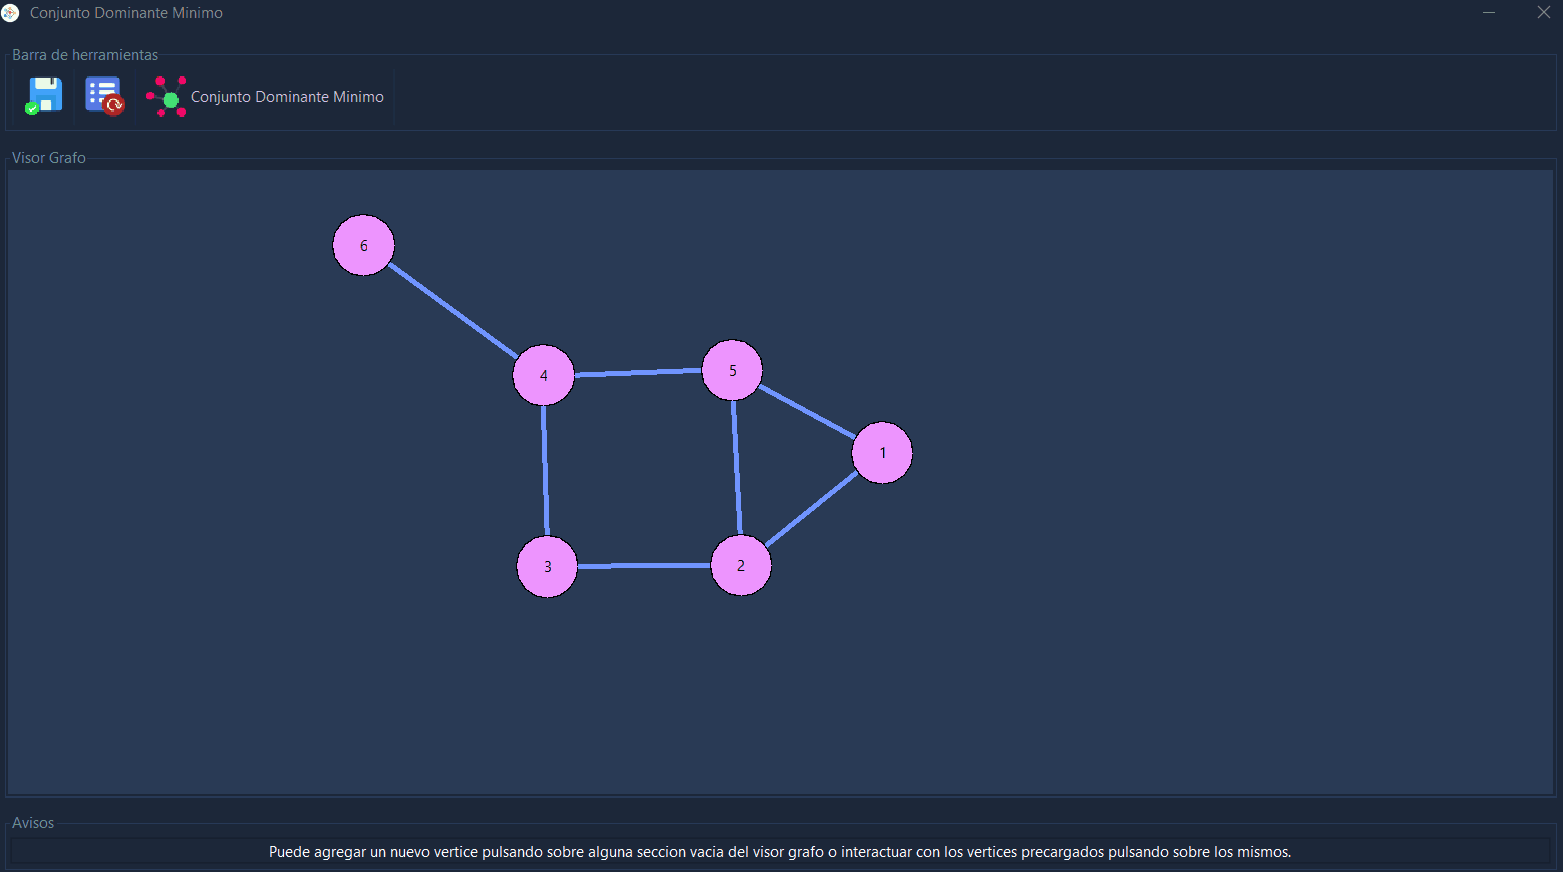 Conjunto Dominante Minimo
Barra de herramientas
Conjunto Dominante Minimo
Visor Grafo
6
4
5
1
3
2
Avisos
Puede agregar un nuevo vertice pulsando sobre alguna seccion vacia del visor grafo o interactuar con los vertices precargados pulsando sobre los mismos.